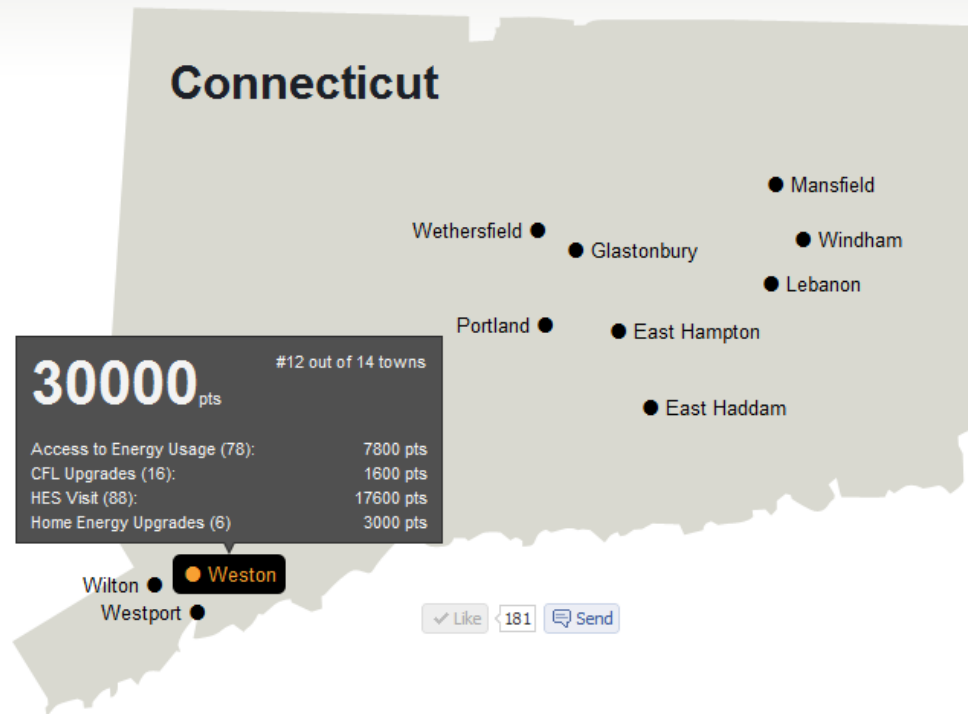 Connecticut
Mansfield
Wethersfield
Glastonbury
Windham
Lebanon
Portland
East Hampton
30000 pts
#12 out of 14 towns
East Haddam
Access to Energy Usage (78): 7800 pts
CFL Upgrades (16): 1600 pts
HES Visit (88): 17600 pts
Home Energy Upgrades (6) 3000 pts
Weston
Wilton
Westport
Like 181 Send